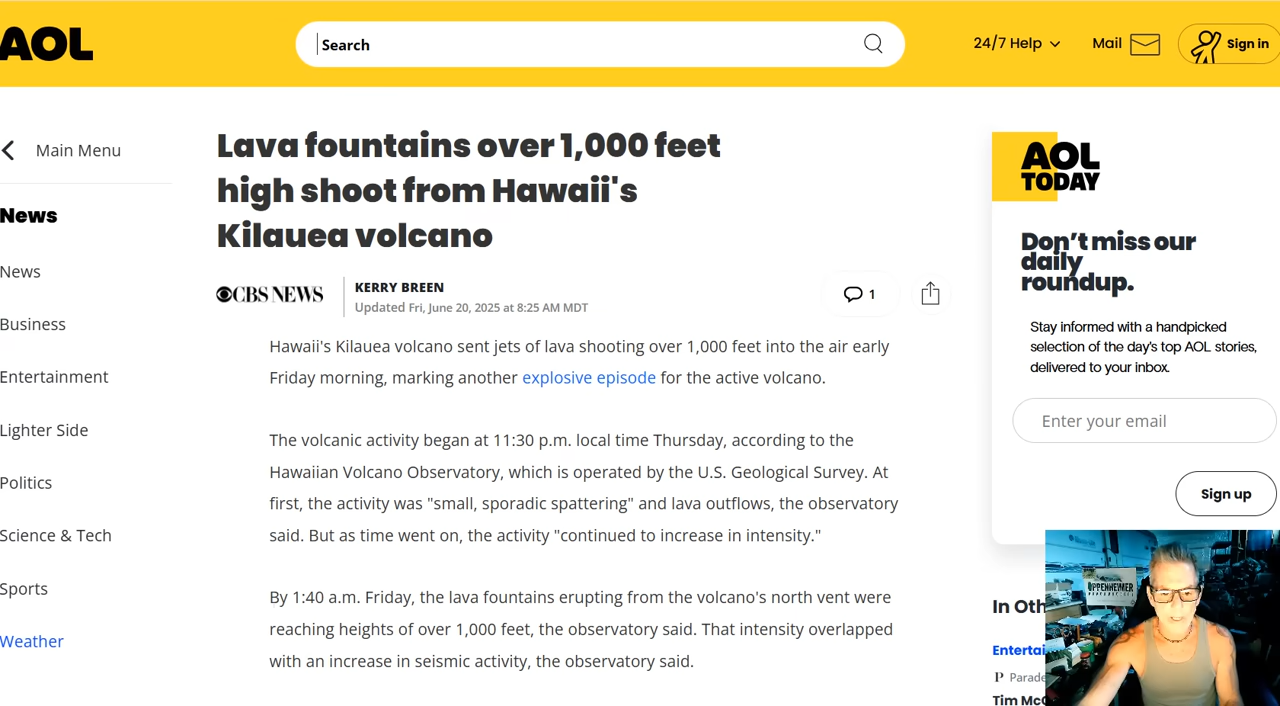 AOL
Search
24/7 Help
Mail
Sign in
Main Menu
News
News
Business
Entertainment
Lighter Side
Politics
Science & Tech
Sports
Weather
Lava fountains over 1,000 feet
high shoot from Hawaii's
Kilauea volcano
CBS NEWS
KERRY BREEN
Updated Fri, June 20, 2025 at 8:25 AM MDT
1
Hawaii's Kilauea volcano sent jets of lava shooting over 1,000 feet into the air early
Friday morning, marking another explosive episode for the active volcano.
The volcanic activity began at 11:30 p.m. local time Thursday, according to the
Hawaiian Volcano Observatory, which is operated by the U.S. Geological Survey. At
first, the activity was "small, sporadic spattering" and lava outflows, the observatory
said. But as time went on, the activity "continued to increase in intensity."
By 1:40 a.m. Friday, the lava fountains erupting from the volcano's north vent were
reaching heights of over 1,000 feet, the observatory said. That intensity overlapped
with an increase in seismic activity, the observatory said.
AOL
TODAY
Don't miss our
daily
roundup.
Stay informed with a handpicked
selection of the day's top AOL stories,
delivered to your inbox.
Enter your email
Sign up
In Oth
Entertai
P Parade
Tim McG
OPPENHEIMER